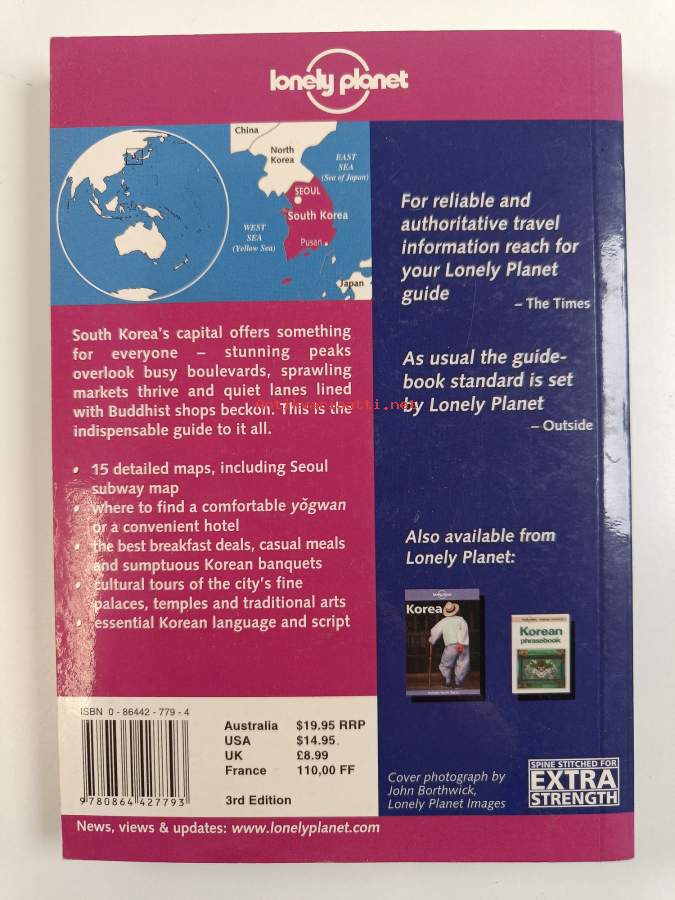 lonely planet
China
North
Korea
EAST
SEA
(Sea of Japan)
SEOUL
South Korea
WEST
SEA
(Yellow Sea)
Pusan
Japan
South Korea's capital offers something
for everyone – stunning peaks
overlook busy boulevards, sprawling
markets thrive and quiet lanes lined
with Buddhist shops beckon. This is the
indispensable guide to it all.
• 15 detailed maps, including Seoul
subway map
• where to find a comfortable yŏgwan
or a convenient hotel
• the best breakfast deals, casual meals
and sumptuous Korean banquets
• cultural tours of the city's fine
palaces, temples and traditional arts
• essential Korean language and script
For reliable and
authoritative travel
information reach for
your Lonely Planet
guide
– The Times
As usual the guide-
book standard is set
by Lonely Planet
– Outside
Also available from
Lonely Planet:
Korea
Korean
phrasebook
ISBN 0 - 86442 - 779 - 4
9 780864 427793
Australia $19.95 RRP
USA $14.95
UK £8.99
France 110,00 FF
3rd Edition
Cover photograph by
John Borthwick,
Lonely Planet Images
SPINE STITCHED FOR
EXTRA
STRENGTH
News, views & updates: www.lonelyplanet.com